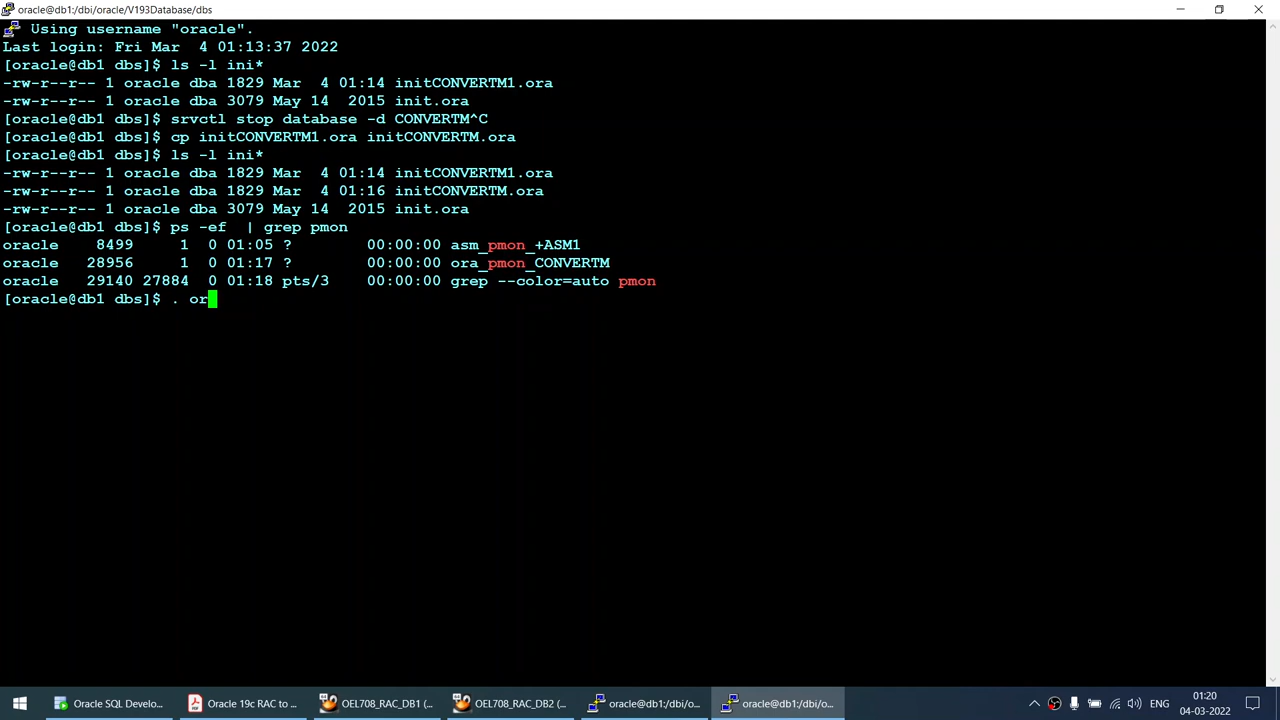 oracle@db1:/dbi/oracle/V193Database/dbs
Using username "oracle".
Last login: Fri Mar  4 01:13:37 2022
[oracle@db1 dbs]$ ls -l ini*
-rw-r--r-- 1 oracle dba 1829 Mar  4 01:14 initCONVERTM1.ora
-rw-r--r-- 1 oracle dba 3079 May 14  2015 init.ora
[oracle@db1 dbs]$ srvctl stop database -d CONVERTM^C
[oracle@db1 dbs]$ cp initCONVERTM1.ora initCONVERTM.ora
[oracle@db1 dbs]$ ls -l ini*
-rw-r--r-- 1 oracle dba 1829 Mar  4 01:14 initCONVERTM1.ora
-rw-r--r-- 1 oracle dba 1829 Mar  4 01:16 initCONVERTM.ora
-rw-r--r-- 1 oracle dba 3079 May 14  2015 init.ora
[oracle@db1 dbs]$ ps -ef  | grep pmon
oracle    8499     1  0 01:05 ?        00:00:00 asm_pmon_+ASM1
oracle   28956     1  0 01:17 ?        00:00:00 ora_pmon_CONVERTM
oracle   29140 27884  0 01:18 pts/3    00:00:00 grep --color=auto pmon
[oracle@db1 dbs]$ . or
Oracle SQL Develo... Oracle 19c RAC to ... OEL708_RAC_DB1 (... OEL708_RAC_DB2 (... oracle@db1:/dbi/o... oracle@db1:/dbi/o... ENG 01:20
04-03-2022